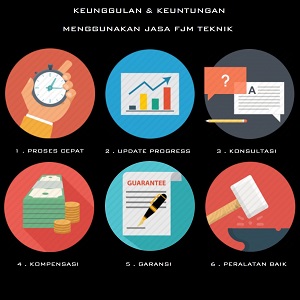 KEUNGGULAN & KEUNTUNGAN
MENGGUNAKAN JASA FJM TEKNIK
?
A
1 . PROSES CEPAT
2 . UPDATE PROGRESS
3 . KONSULTASI
GUARANTEE
4 . KOMPENSASI
5 . GARANSI
6 . PERALATAN BAIK